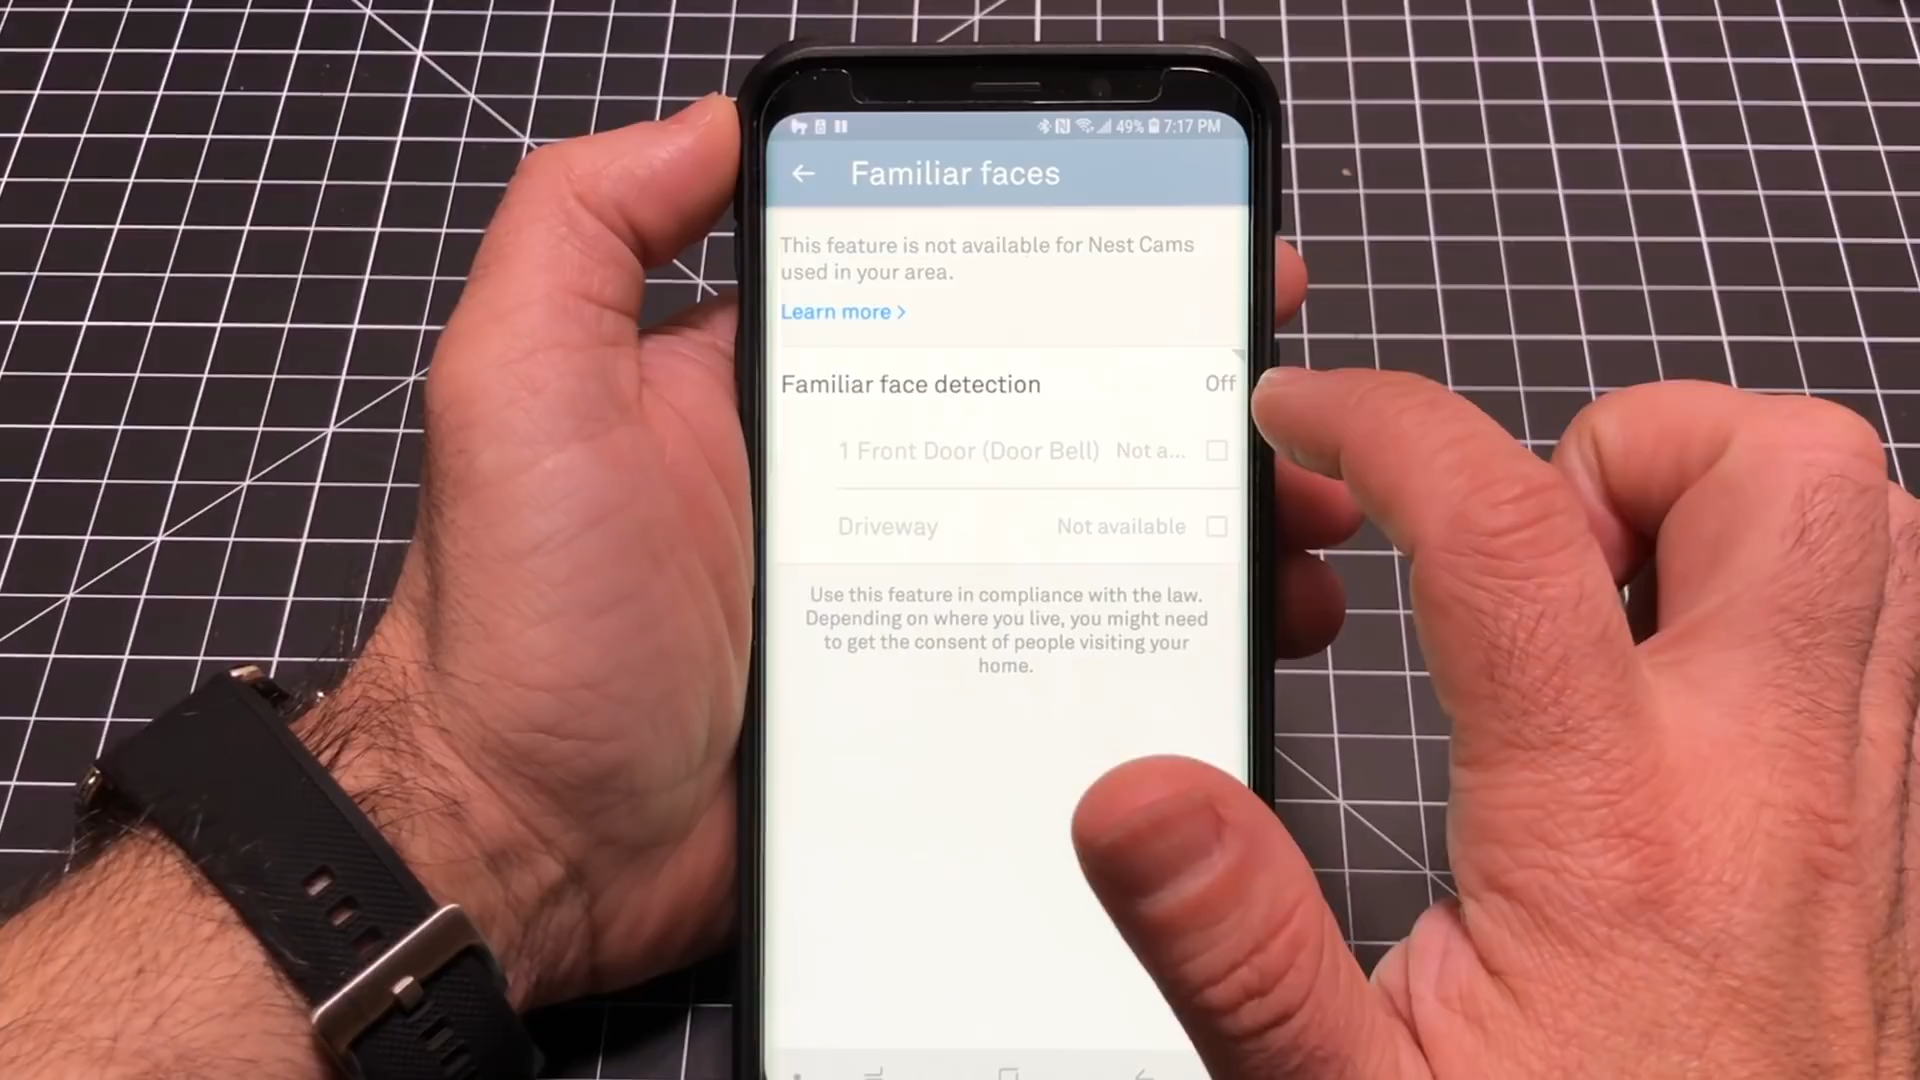 49% 7:17 PM
Familiar faces
This feature is not available for Nest Cams
used in your area.
Learn more >
Familiar face detection Off
1 Front Door (Door Bell) Not a...
Driveway Not available
Use this feature in compliance with the law.
Depending on where you live, you might need
to get the consent of people visiting your
home.